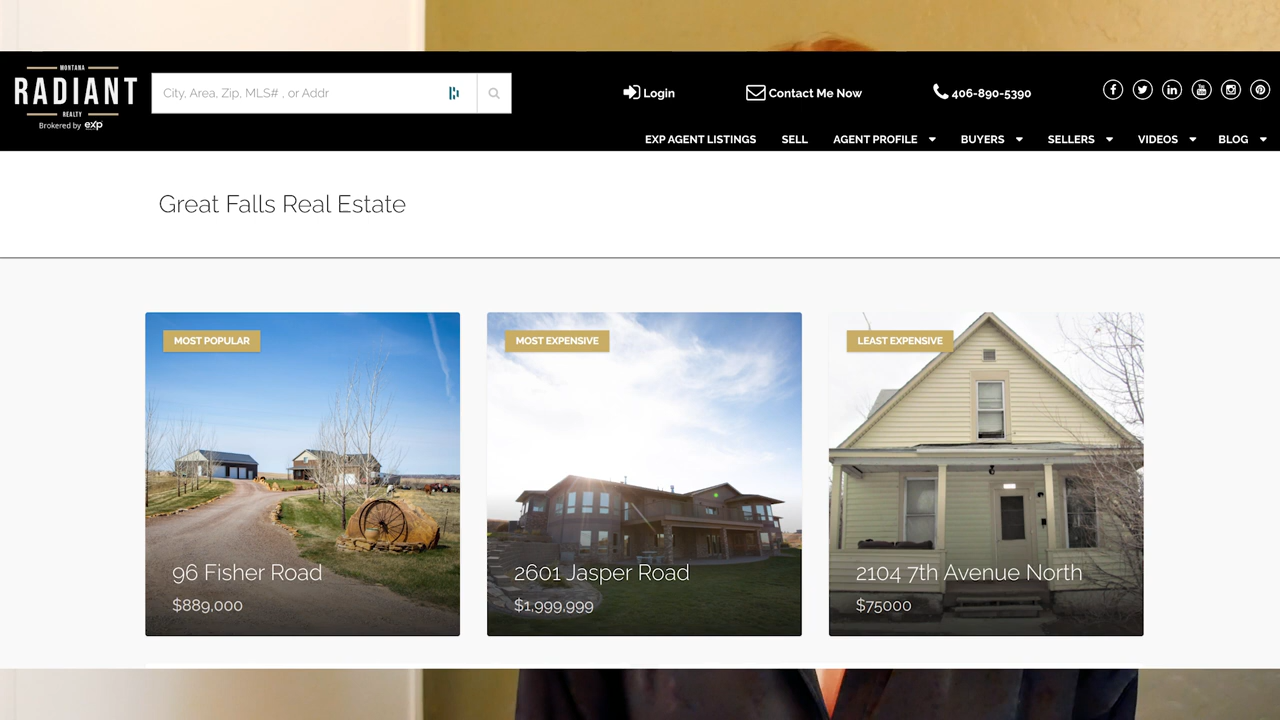 MONTANA
RADIANT
REALTY
Brokered by exp
City, Area, Zip, MLS# , or Addr
Login
Contact Me Now
406-890-5390
EXP AGENT LISTINGS
SELL
AGENT PROFILE
BUYERS
SELLERS
VIDEOS
BLOG
Great Falls Real Estate
MOST POPULAR
96 Fisher Road
$889,000
MOST EXPENSIVE
2601 Jasper Road
$1,999,999
LEAST EXPENSIVE
2104 7th Avenue North
$75000